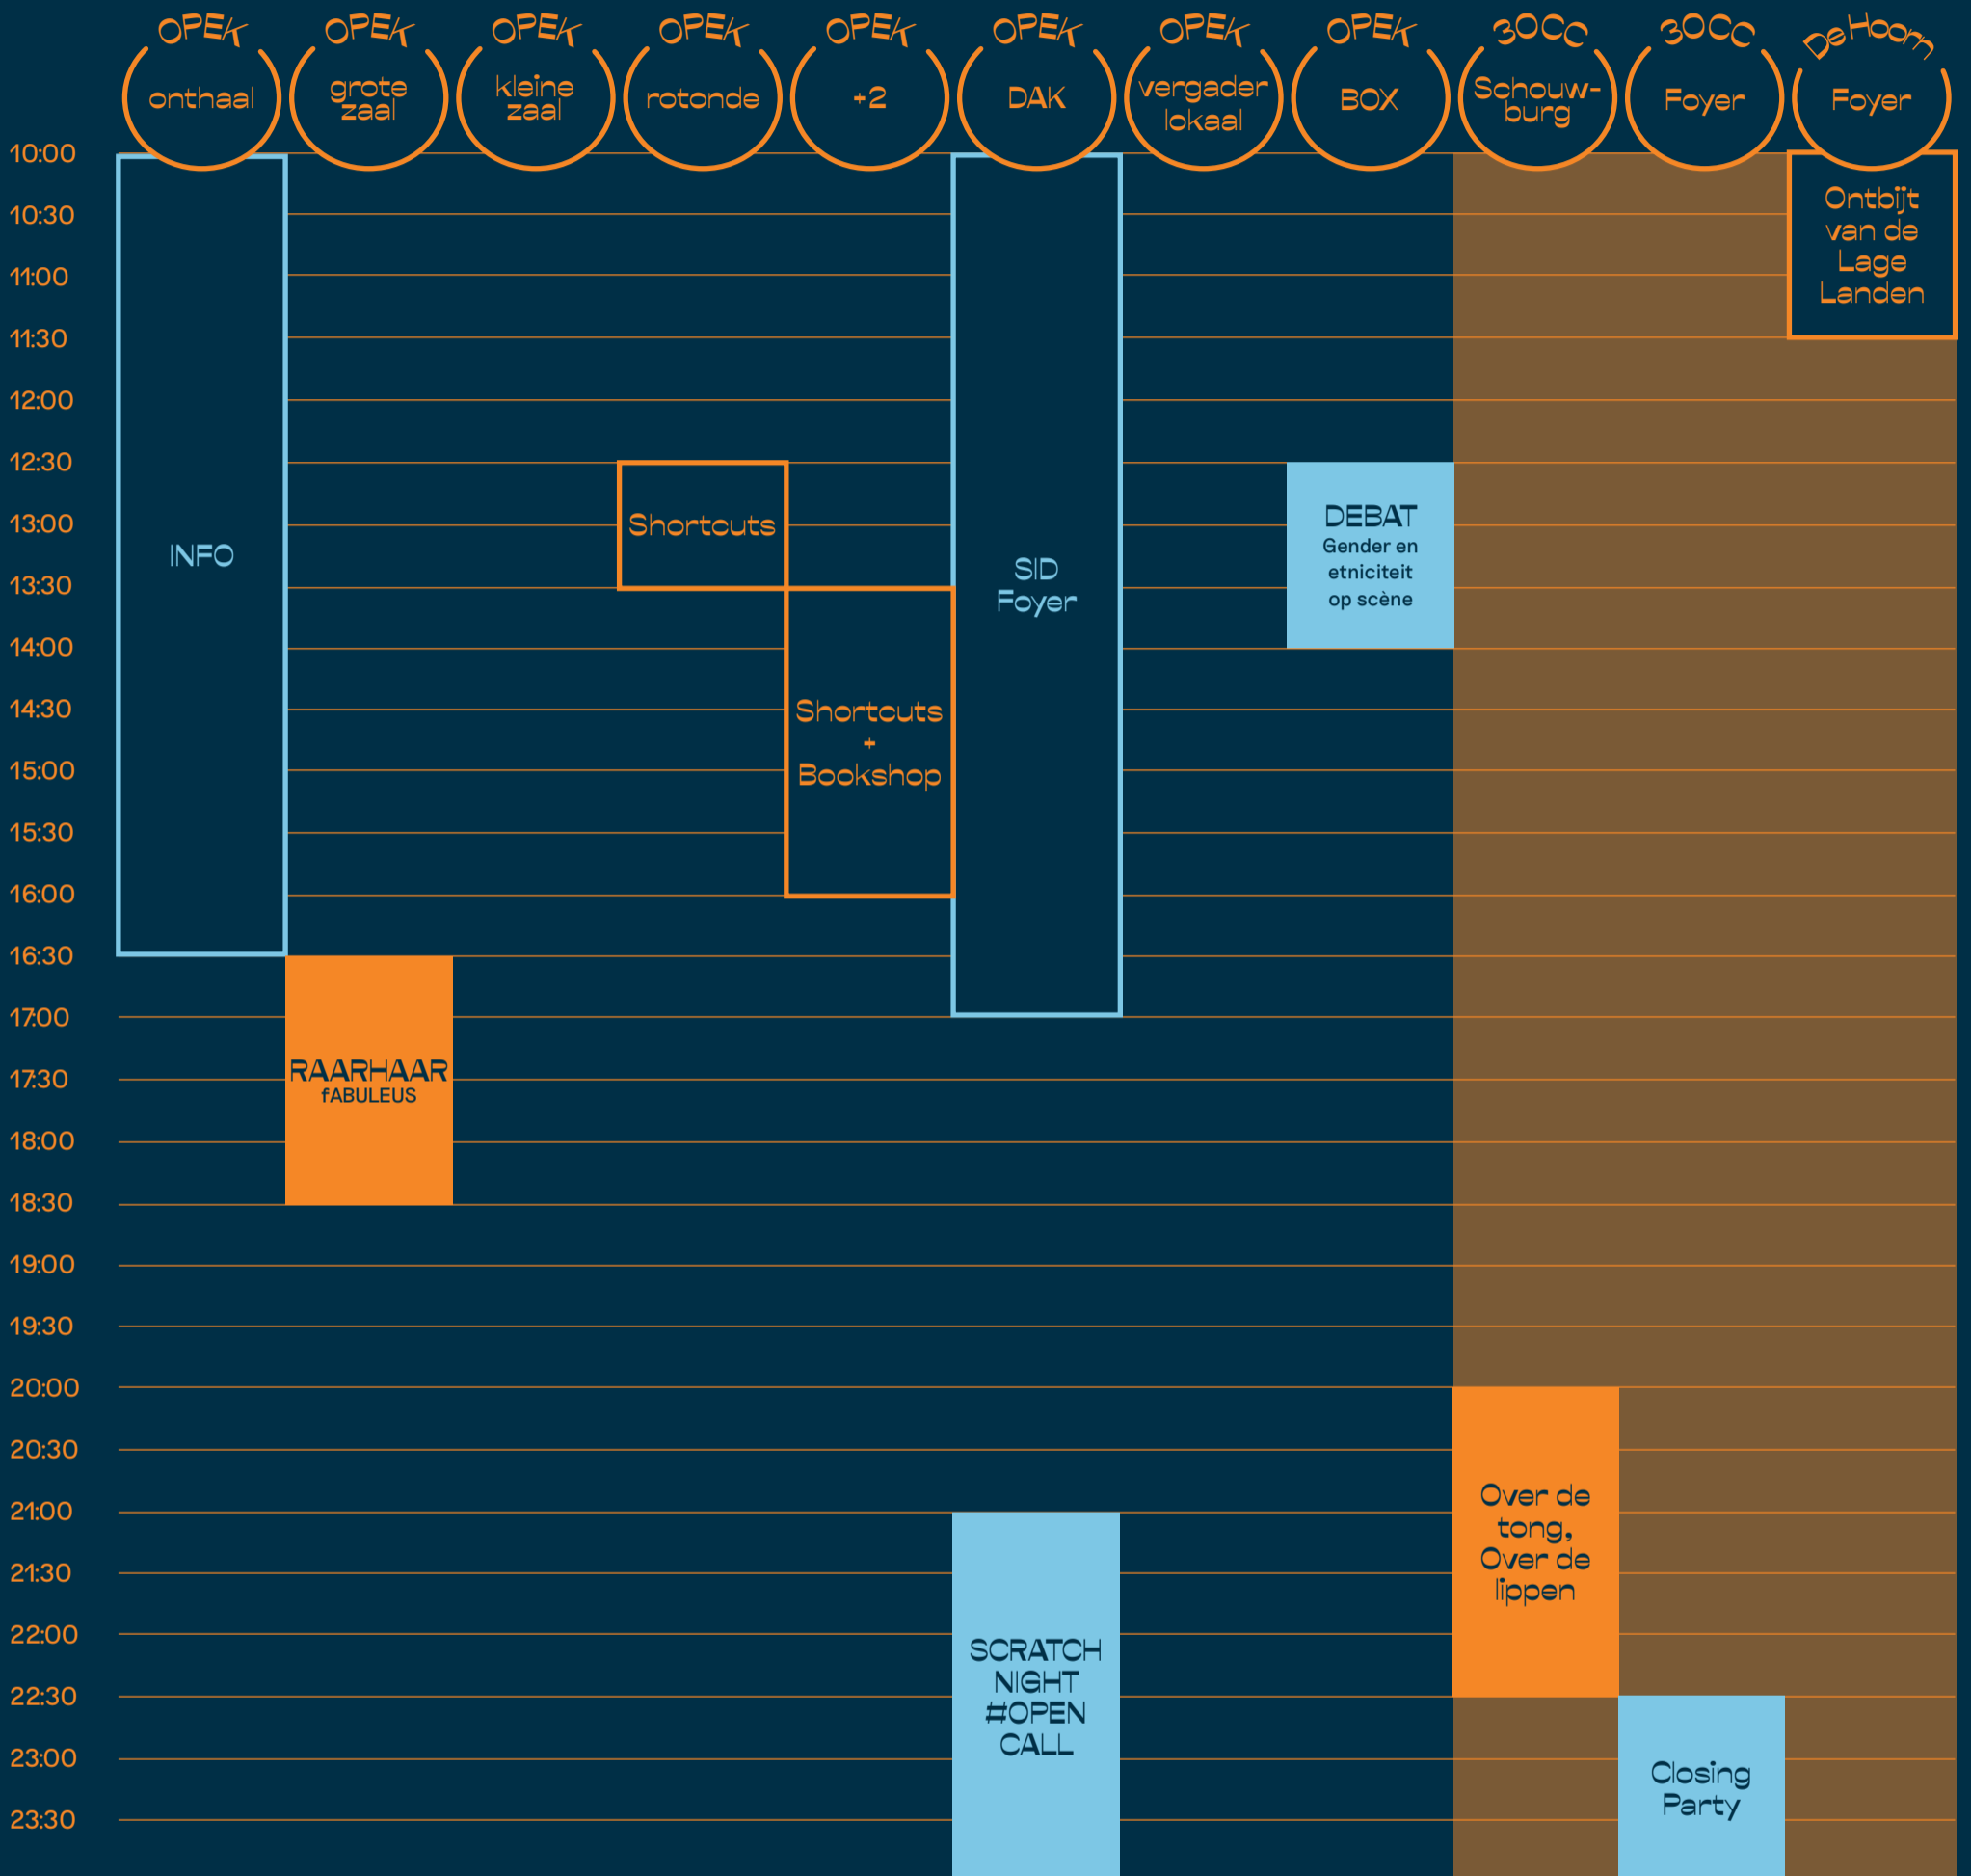 OPEK OPEK OPEK OPEK OPEK OPEK OPEK OPEK 30CC 30CC De Hoorn
onthaal
grote
zaal
kleine
zaal
rotonde
+2
DAK
vergader
lokaal
BOX
Schouw-
burg
Foyer
Foyer
10:00
Ontbijt
10:30
van de
Lage
11:00
Landen
11:30
12:00
12:30
DEBAT
13:00
Shortcuts
Gender en
INFO
SID
etniciteit
13:30
Foyer
op scène
14:00
14:30
Shortcuts
+
15:00
Bookshop
15:30
16:00
16:30
17:00
RAARHAAR
17:30
fABULEUS
18:00
18:30
19:00
19:30
20:00
20:30
Over de
21:00
tong,
Over de
21:30
lippen
22:00
SCRATCH
NIGHT
22:30
#OPEN
CALL
23:00
Closing
Party
23:30